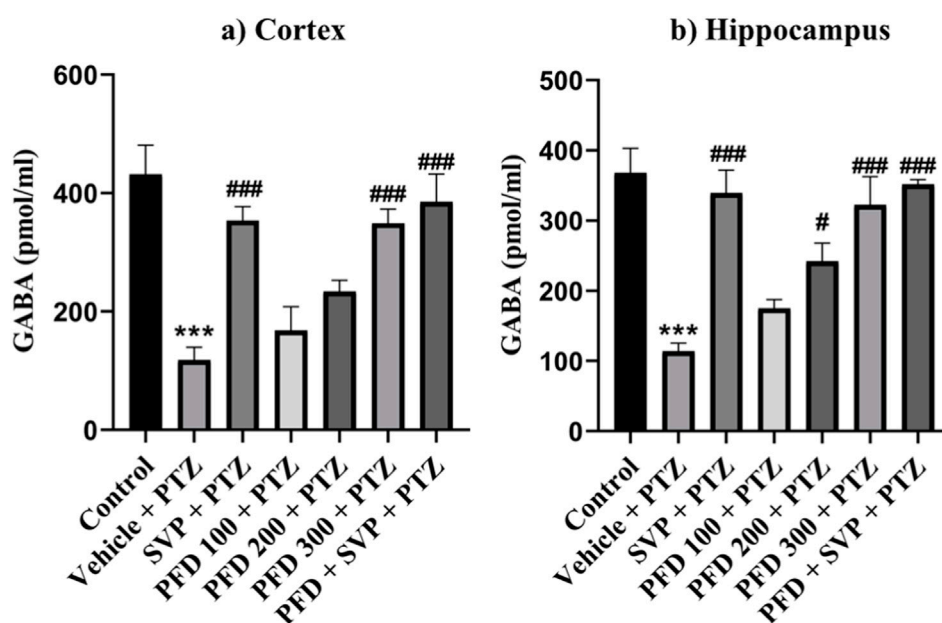 a) Cortex
GABA (pmol/ml)
600
400
200
0
***
###
###
###
Control
Vehicle + PTZ
SVP + PTZ
PFD 100 + PTZ
PFD 200 + PTZ
PFD 300 + PTZ
PFD + SVP + PTZ
b) Hippocampus
GABA (pmol/ml)
500
400
300
200
100
0
***
###
#
###
###
Control
Vehicle + PTZ
SVP + PTZ
PFD 100 + PTZ
PFD 200 + PTZ
PFD 300 + PTZ
PFD + SVP + PTZ